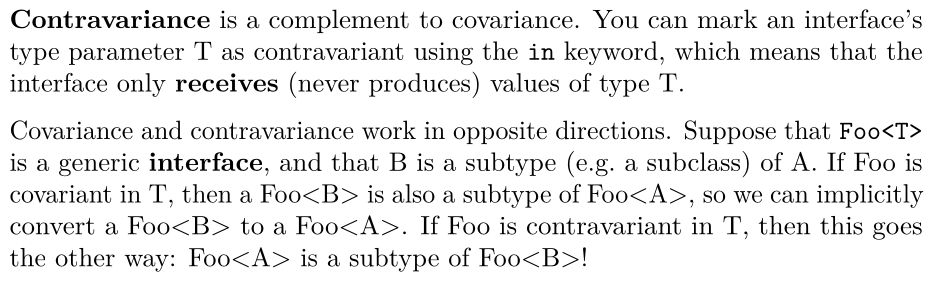 Contravariance is a complement to covariance. You can mark an interface's
type parameter T as contravariant using the in keyword, which means that the
interface only receives (never produces) values of type T.
Covariance and contravariance work in opposite directions. Suppose that Foo<T>
is a generic interface, and that B is a subtype (e.g. a subclass) of A. If Foo is
covariant in T, then a Foo<B> is also a subtype of Foo<A>, so we can implicitly
convert a Foo<B> to a Foo<A>. If Foo is contravariant in T, then this goes
the other way: Foo<A> is a subtype of Foo<B>!